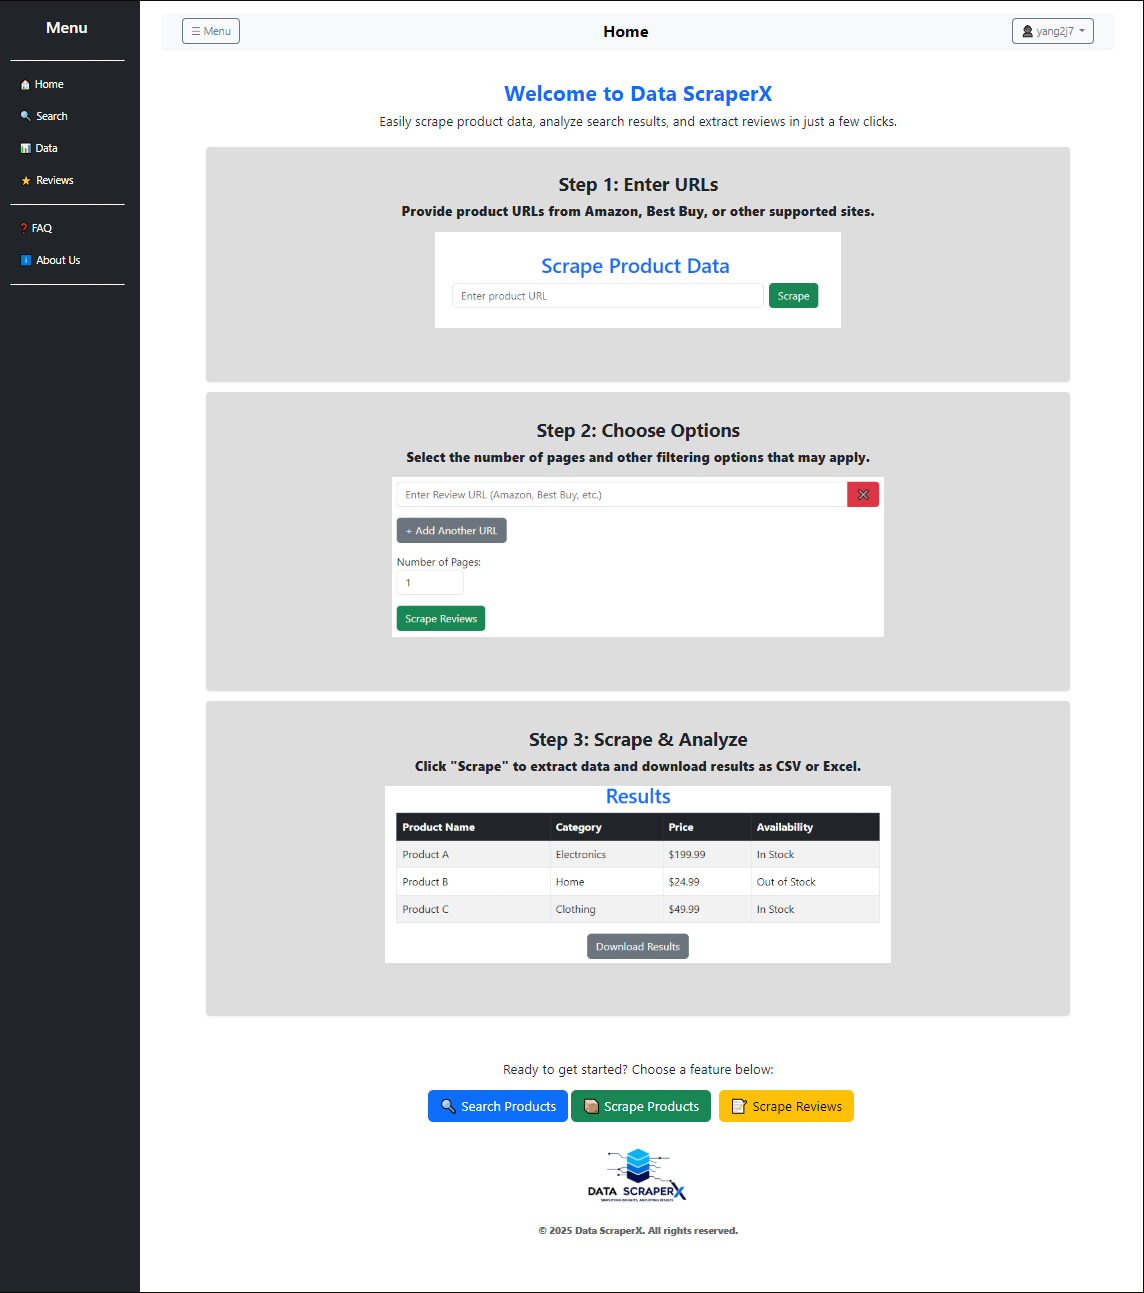 Menu
Home
Search
Data
Reviews
FAQ
About Us
☰ Menu
Home
yang2j7
Welcome to Data ScraperX
Easily scrape product data, analyze search results, and extract reviews in just a few clicks.
Step 1: Enter URLs
Provide product URLs from Amazon, Best Buy, or other supported sites.
Scrape Product Data
Enter product URL
Scrape
Step 2: Choose Options
Select the number of pages and other filtering options that may apply.
Enter Review URL (Amazon, Best Buy, etc.)
+ Add Another URL
Number of Pages:
1
Scrape Reviews
Step 3: Scrape & Analyze
Click "Scrape" to extract data and download results as CSV or Excel.
Results
Product Name Category Price Availability
Product A Electronics $199.99 In Stock
Product B Home $24.99 Out of Stock
Product C Clothing $49.99 In Stock
Download Results
Ready to get started? Choose a feature below:
Search Products Scrape Products Scrape Reviews
DATA SCRAPERX
© 2025 Data ScraperX. All rights reserved.